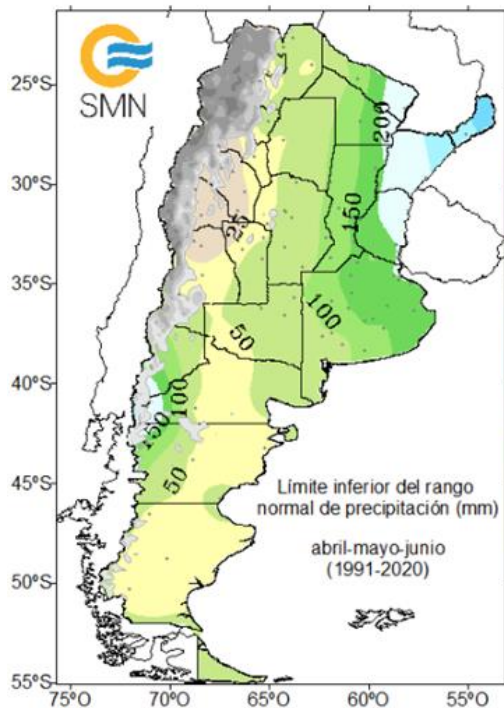 SMN
25°S
30°S
35°S
40°S
45°S
50°S
55°S
200
150
25
100
50
100
150
50
Límite inferior del rango
normal de precipitación (mm)
abril-mayo-junio
(1991-2020)
75°O 70°O 65°O 60°O 55°O